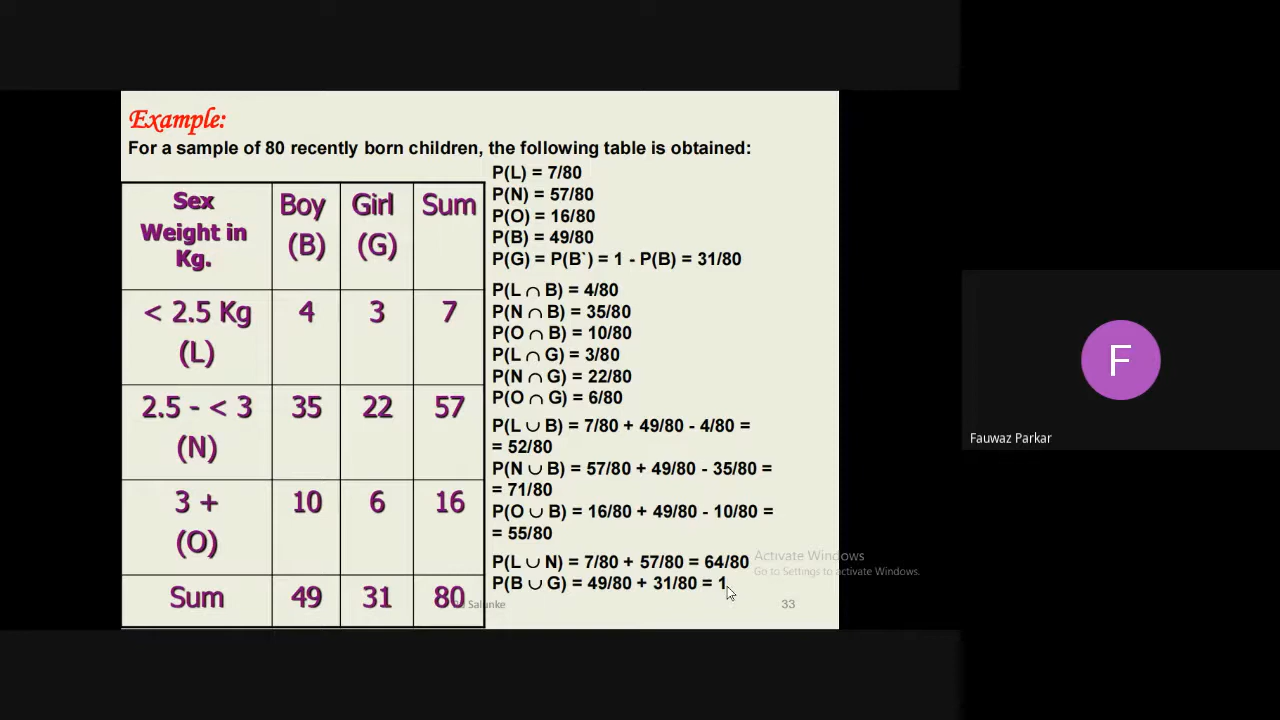 Example:
For a sample of 80 recently born children, the following table is obtained:
Sex
Weight in
Kg.
Boy
(B)
Girl
(G)
Sum
< 2.5 Kg
(L)
4
3
7
2.5 - < 3
(N)
35
22
57
3 +
(O)
10
6
16
Sum
49
31
80
P(L) = 7/80
P(N) = 57/80
P(O) = 16/80
P(B) = 49/80
P(G) = P(B`) = 1 - P(B) = 31/80
P(L ∩ B) = 4/80
P(N ∩ B) = 35/80
P(O ∩ B) = 10/80
P(L ∩ G) = 3/80
P(N ∩ G) = 22/80
P(O ∩ G) = 6/80
P(L ∪ B) = 7/80 + 49/80 - 4/80 =
= 52/80
P(N ∪ B) = 57/80 + 49/80 - 35/80 =
= 71/80
P(O ∪ B) = 16/80 + 49/80 - 10/80 =
= 55/80
P(L ∪ N) = 7/80 + 57/80 = 64/80
P(B ∪ G) = 49/80 + 31/80 = 1
Salunke
33
Activate Windows
Go to Settings to activate Windows.
F
Fauwaz Parkar